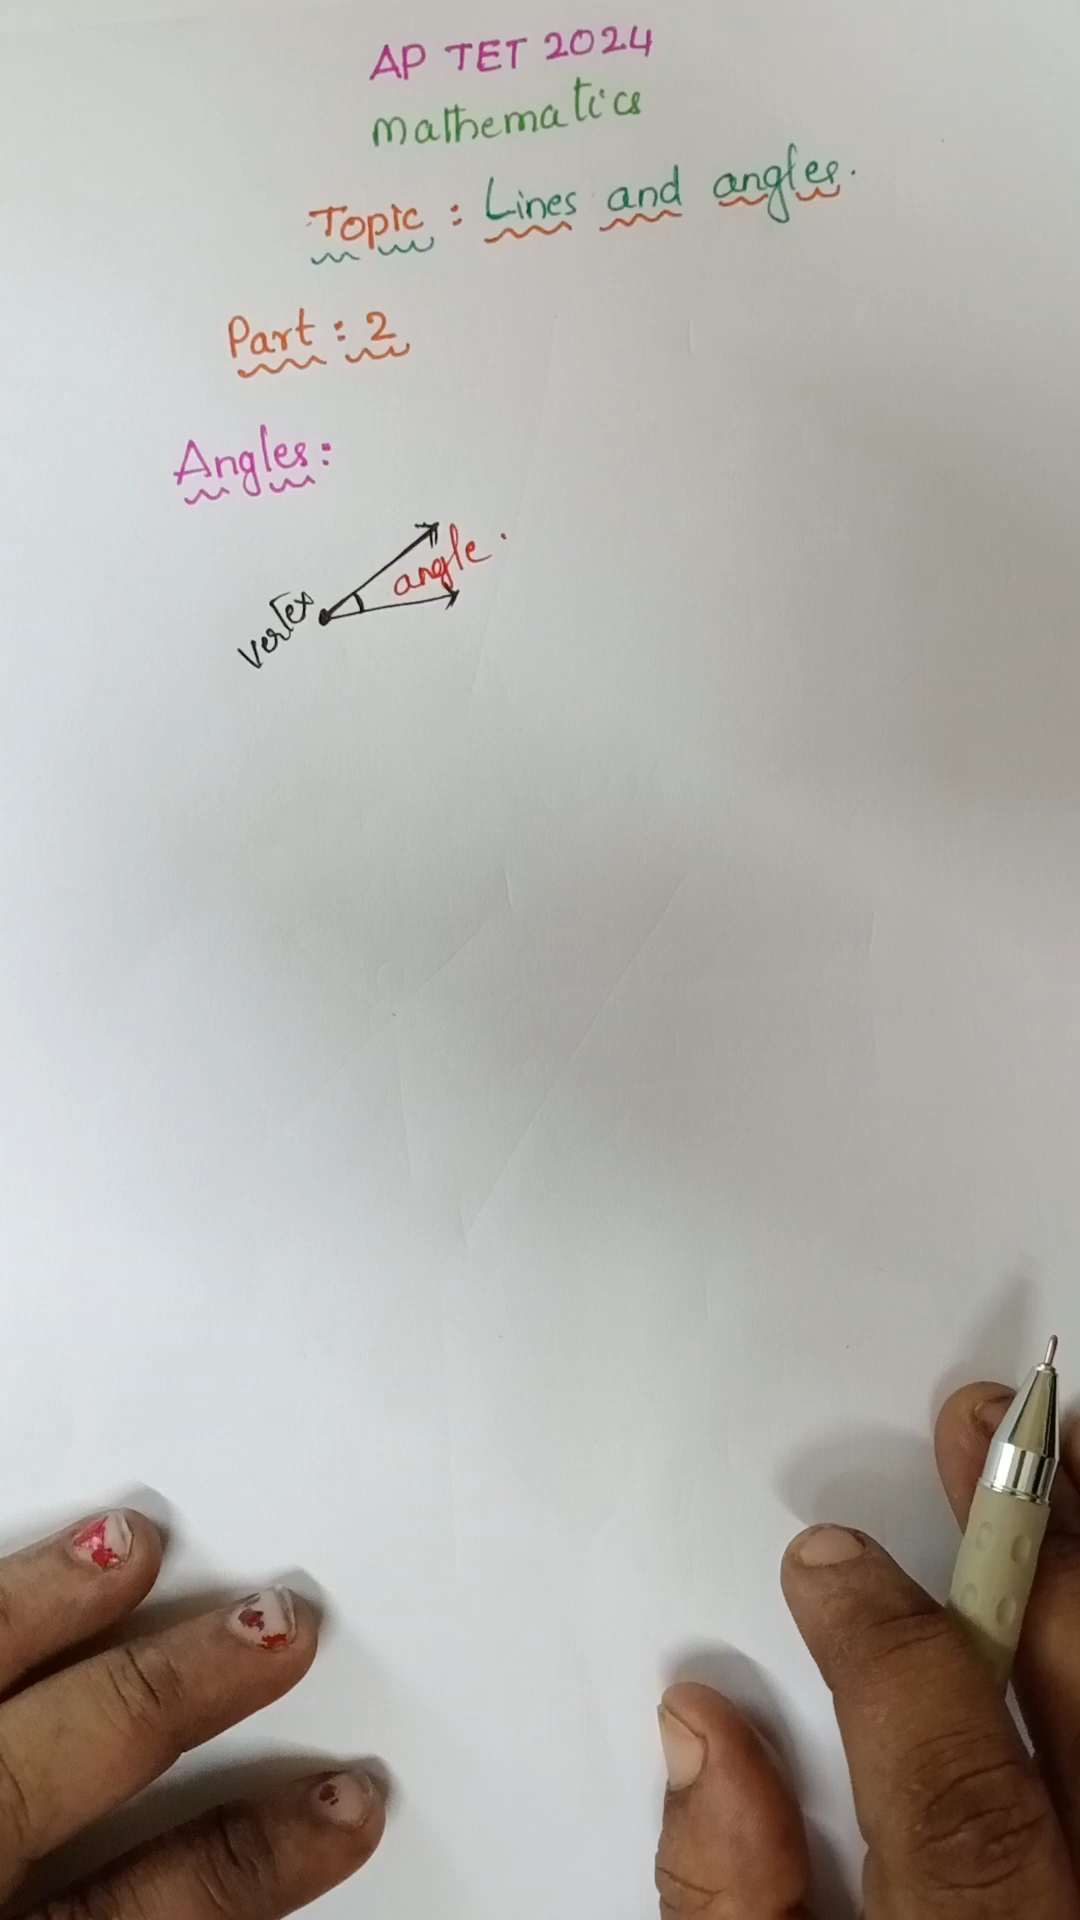 AP TET 2024
mathematics
Topic : Lines and angles.
Part : 2
Angles:
angle.
vertex